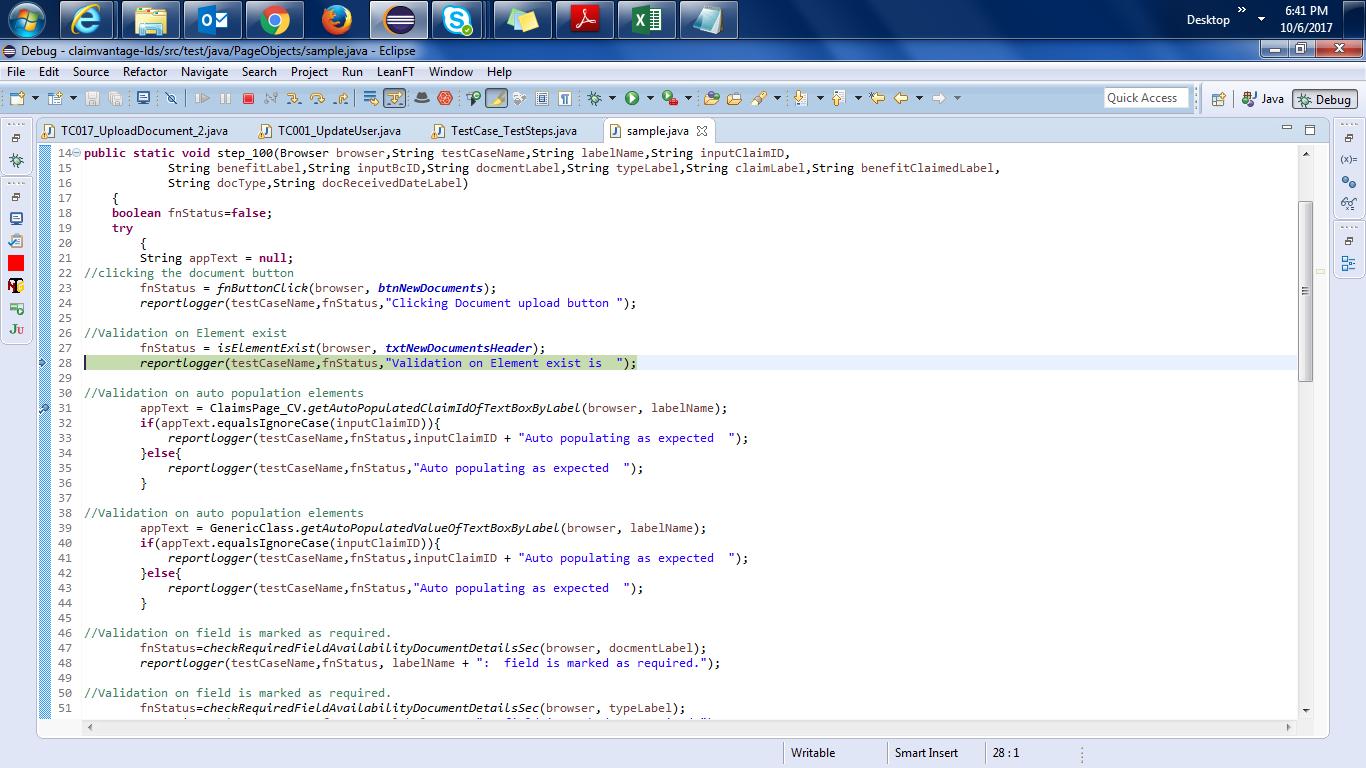 Desktop
»
6:41 PM
10/6/2017
Debug - claimvantage-lds/src/test/java/PageObjects/sample.java - Eclipse
File Edit Source Refactor Navigate Search Project Run LeanFT Window Help
Quick Access
Java
Debug
TC017_UploadDocument_2.java TC001_UpdateUser.java TestCase_TestSteps.java sample.java
14 public static void step_100(Browser browser,String testCaseName,String labelName,String inputClaimID,
15 String benefitLabel,String inputBcID,String docmentLabel,String typeLabel,String claimLabel,String benefitClaimedLabel,
16 String docType,String docReceivedDateLabel)
17 {
18 boolean fnStatus=false;
19 try
20 {
21 String appText = null;
22 //clicking the document button
23 fnStatus = fnButtonClick(browser, btnNewDocuments);
24 reportlogger(testCaseName,fnStatus,"Clicking Document upload button ");
25
26 //Validation on Element exist
27 fnStatus = isElementExist(browser, txtNewDocumentsHeader);
28 reportlogger(testCaseName,fnStatus,"Validation on Element exist is  ");
29
30 //Validation on auto population elements
31 appText = ClaimsPage_CV.getAutoPopulatedClaimIdOfTextBoxByLabel(browser, labelName);
32 if(appText.equalsIgnoreCase(inputClaimID)){
33 reportlogger(testCaseName,fnStatus,inputClaimID + "Auto populating as expected  ");
34 }else{
35 reportlogger(testCaseName,fnStatus,"Auto populating as expected  ");
36 }
37
38 //Validation on auto population elements
39 appText = GenericClass.getAutoPopulatedValueOfTextBoxByLabel(browser, labelName);
40 if(appText.equalsIgnoreCase(inputClaimID)){
41 reportlogger(testCaseName,fnStatus,inputClaimID + "Auto populating as expected  ");
42 }else{
43 reportlogger(testCaseName,fnStatus,"Auto populating as expected  ");
44 }
45
46 //Validation on field is marked as required.
47 fnStatus=checkRequiredFieldAvailabilityDocumentDetailsSec(browser, docmentLabel);
48 reportlogger(testCaseName,fnStatus, labelName + ":  field is marked as required.");
49
50 //Validation on field is marked as required.
51 fnStatus=checkRequiredFieldAvailabilityDocumentDetailsSec(browser, typeLabel);
Writable Smart Insert 28 : 1